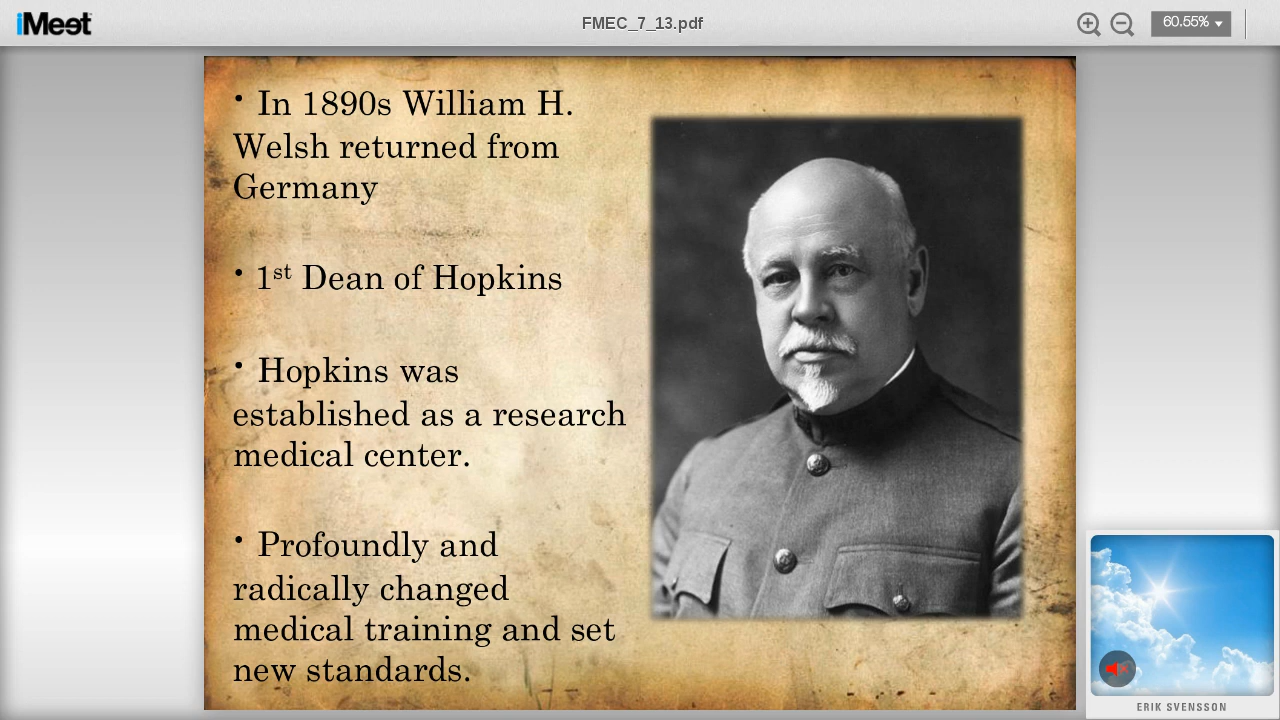 iMeet
FMEC_7_13.pdf
60.55%
• In 1890s William H.
Welsh returned from
Germany
• 1st Dean of Hopkins
• Hopkins was
established as a research
medical center.
• Profoundly and
radically changed
medical training and set
new standards.
ERIK SVENSSON